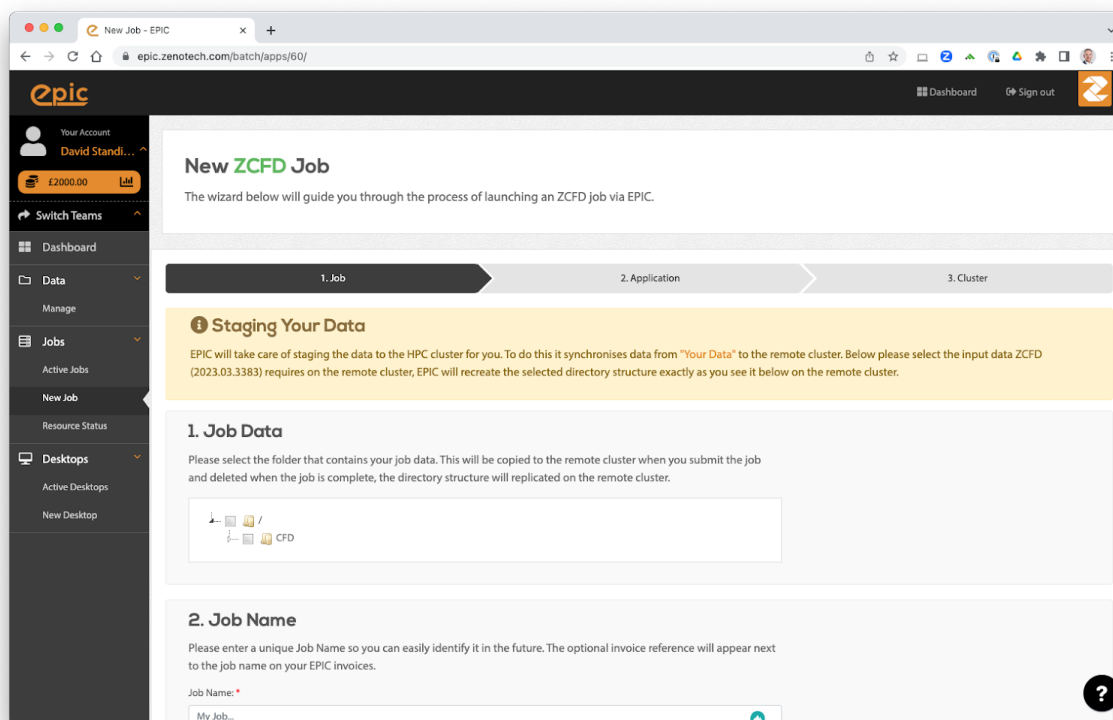 New Job - EPIC
epic.zenotech.com/batch/apps/60/
epic
Dashboard
Sign out
Your Account
David Standi...
£2000.00
Switch Teams
Dashboard
Data
Manage
Jobs
Active Jobs
New Job
Resource Status
Desktops
Active Desktops
New Desktop
New ZCFD Job
The wizard below will guide you through the process of launching an ZCFD job via EPIC.
1. Job
2. Application
3. Cluster
Staging Your Data
EPIC will take care of staging the data to the HPC cluster for you. To do this it synchronises data from "Your Data" to the remote cluster. Below please select the input data ZCFD
(2023.03.3383) requires on the remote cluster, EPIC will recreate the selected directory structure exactly as you see it below on the remote cluster.
1. Job Data
Please select the folder that contains your job data. This will be copied to the remote cluster when you submit the job
and deleted when the job is complete, the directory structure will replicated on the remote cluster.
/
CFD
2. Job Name
Please enter a unique Job Name so you can easily identify it in the future. The optional invoice reference will appear next
to the job name on your EPIC invoices.
Job Name: *
My Job...
?